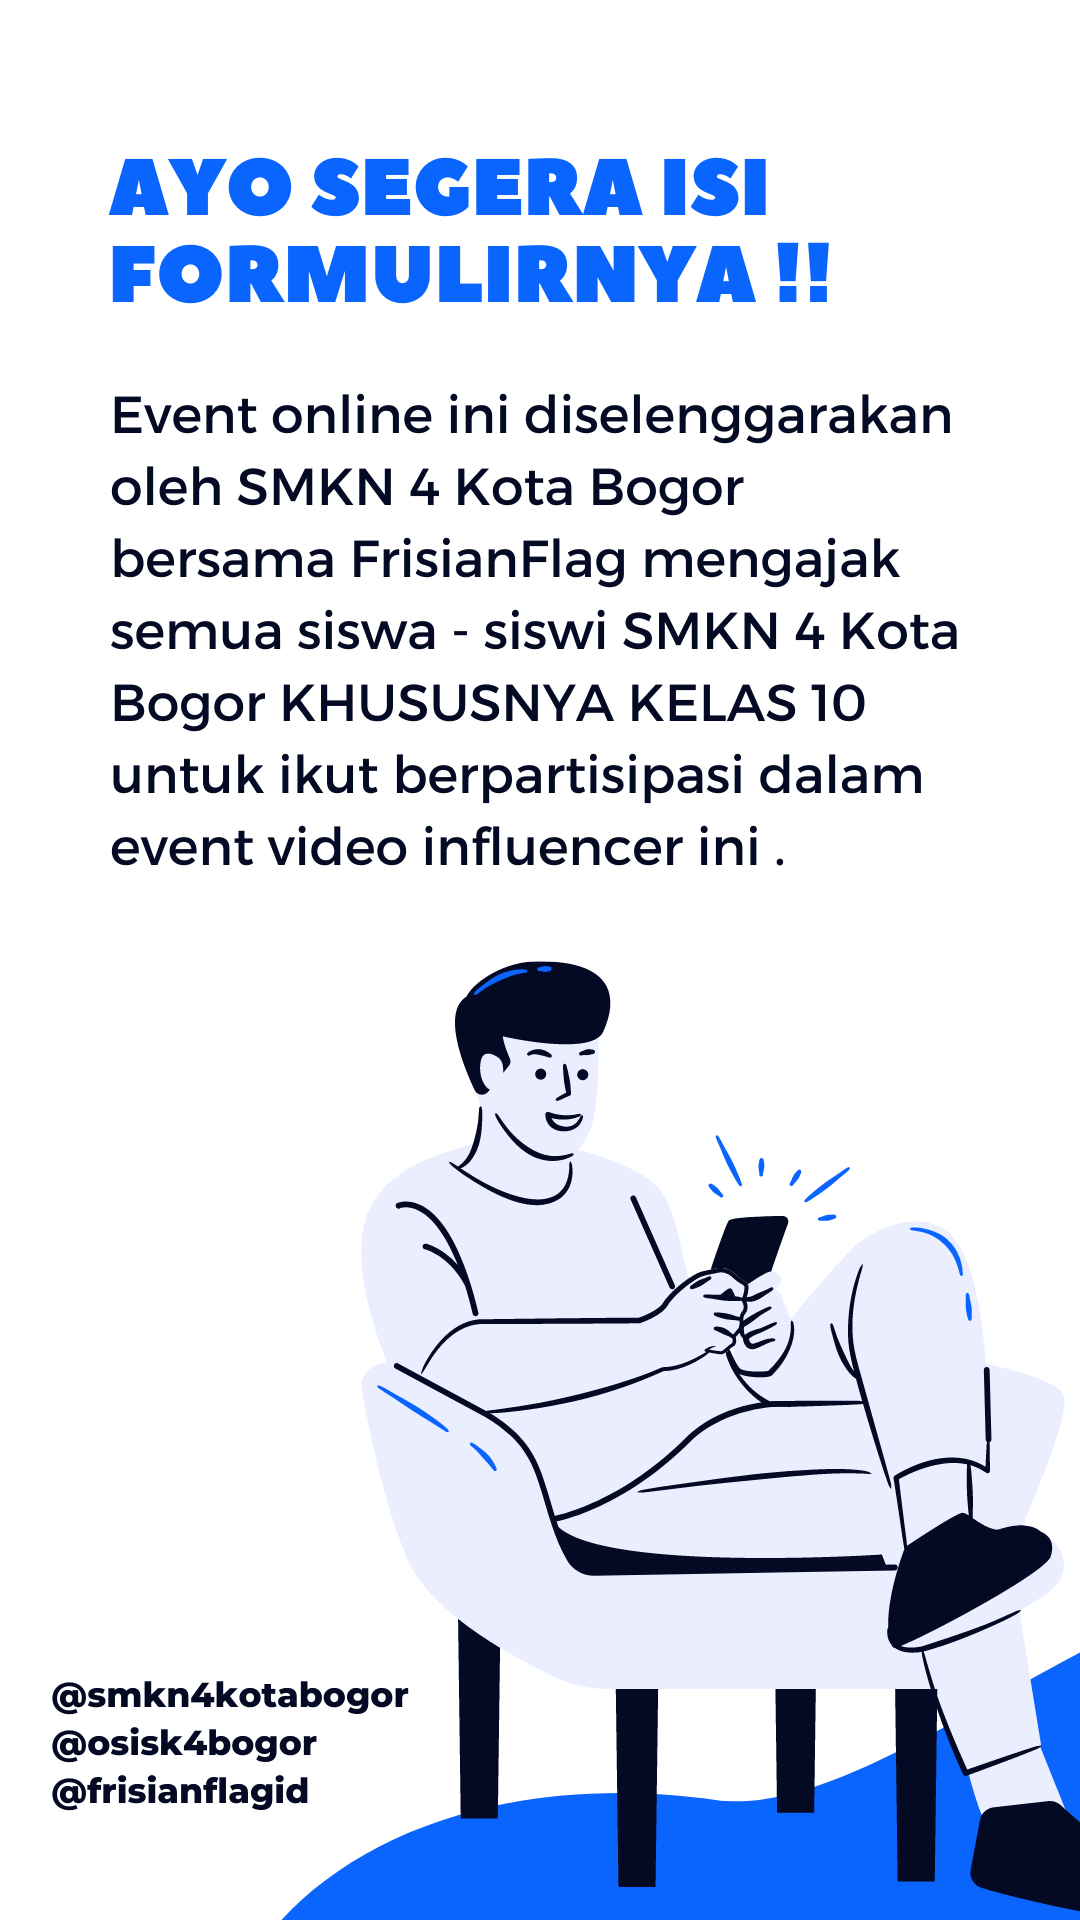 AYO SEGERA ISI
FORMULIRNYA !!
Event online ini diselenggarakan
oleh SMKN 4 Kota Bogor
bersama FrisianFlag mengajak
semua siswa - siswi SMKN 4 Kota
Bogor KHUSUSNYA KELAS 10
untuk ikut berpartisipasi dalam
event video influencer ini .
@smkn4kotabogor
@osisk4bogor
@frisianflagid